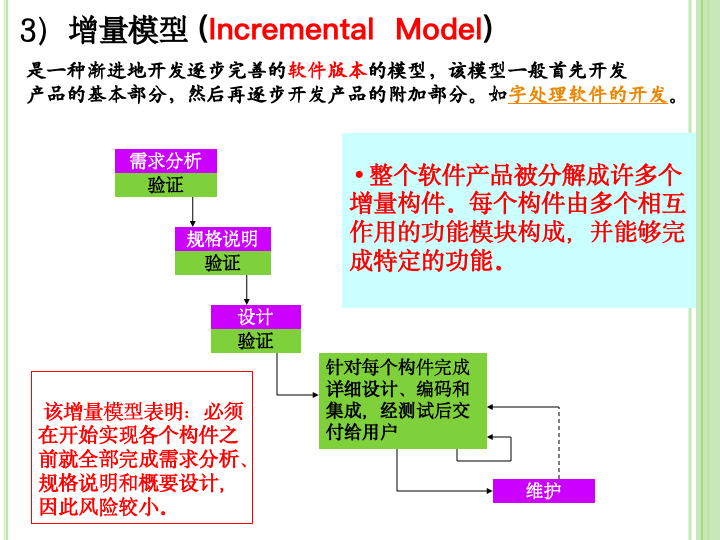 3）增量模型（Incremental Model）
是一种渐进地开发逐步完善的软件版本的模型，该模型一般首先开发
产品的基本部分，然后再逐步开发产品的附加部分。如字处理软件的开发。
需求分析
验证
• 整个软件产品被分解成许多个
增量构件。每个构件由多个相互
作用的功能模块构成，并能够完
成特定的功能。
规格说明
验证
设计
验证
针对每个构件完成
详细设计、编码和
集成，经测试后交
付给用户
该增量模型表明：必须
在开始实现各个构件之
前就全部完成需求分析、
规格说明和概要设计，
因此风险较小。
维护